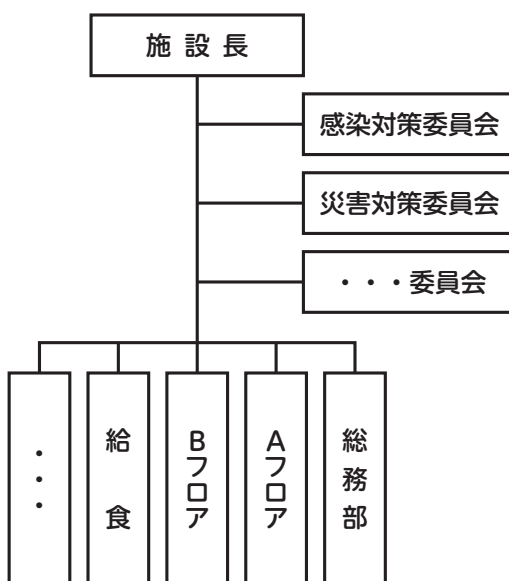 施設長
感染対策委員会
災害対策委員会
・・・委員会
・・・
給食
Bフロア
Aフロア
総務部